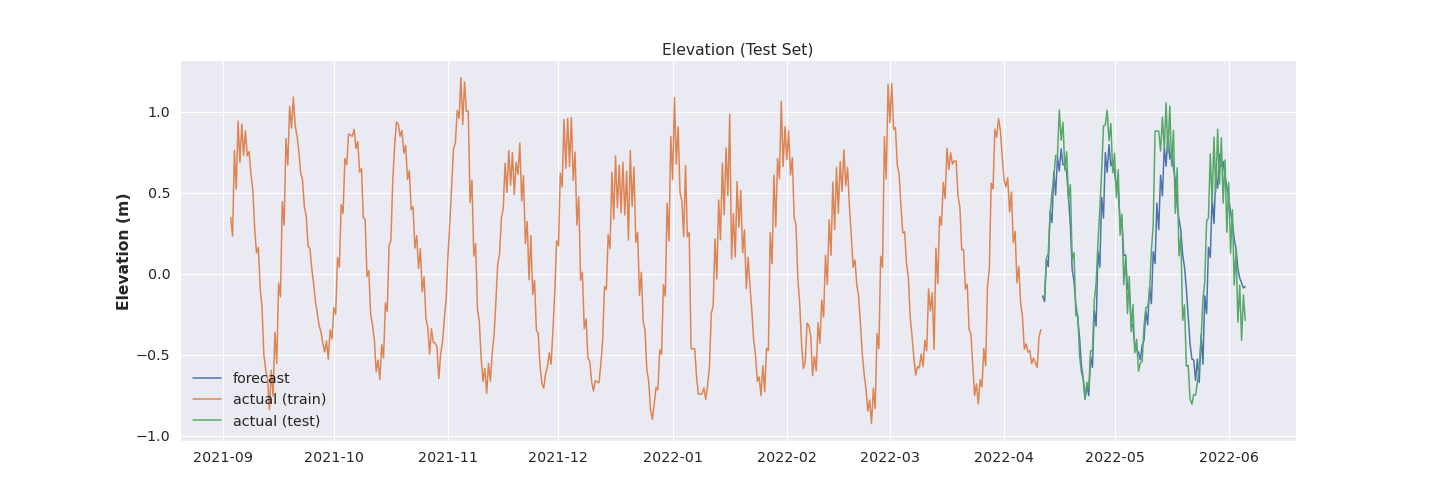 Elevation (Test Set)
Elevation (m)
1.0
0.5
0.0
−0.5
−1.0
forecast
actual (train)
actual (test)
2021-09 2021-10 2021-11 2021-12 2022-01 2022-02 2022-03 2022-04 2022-05 2022-06